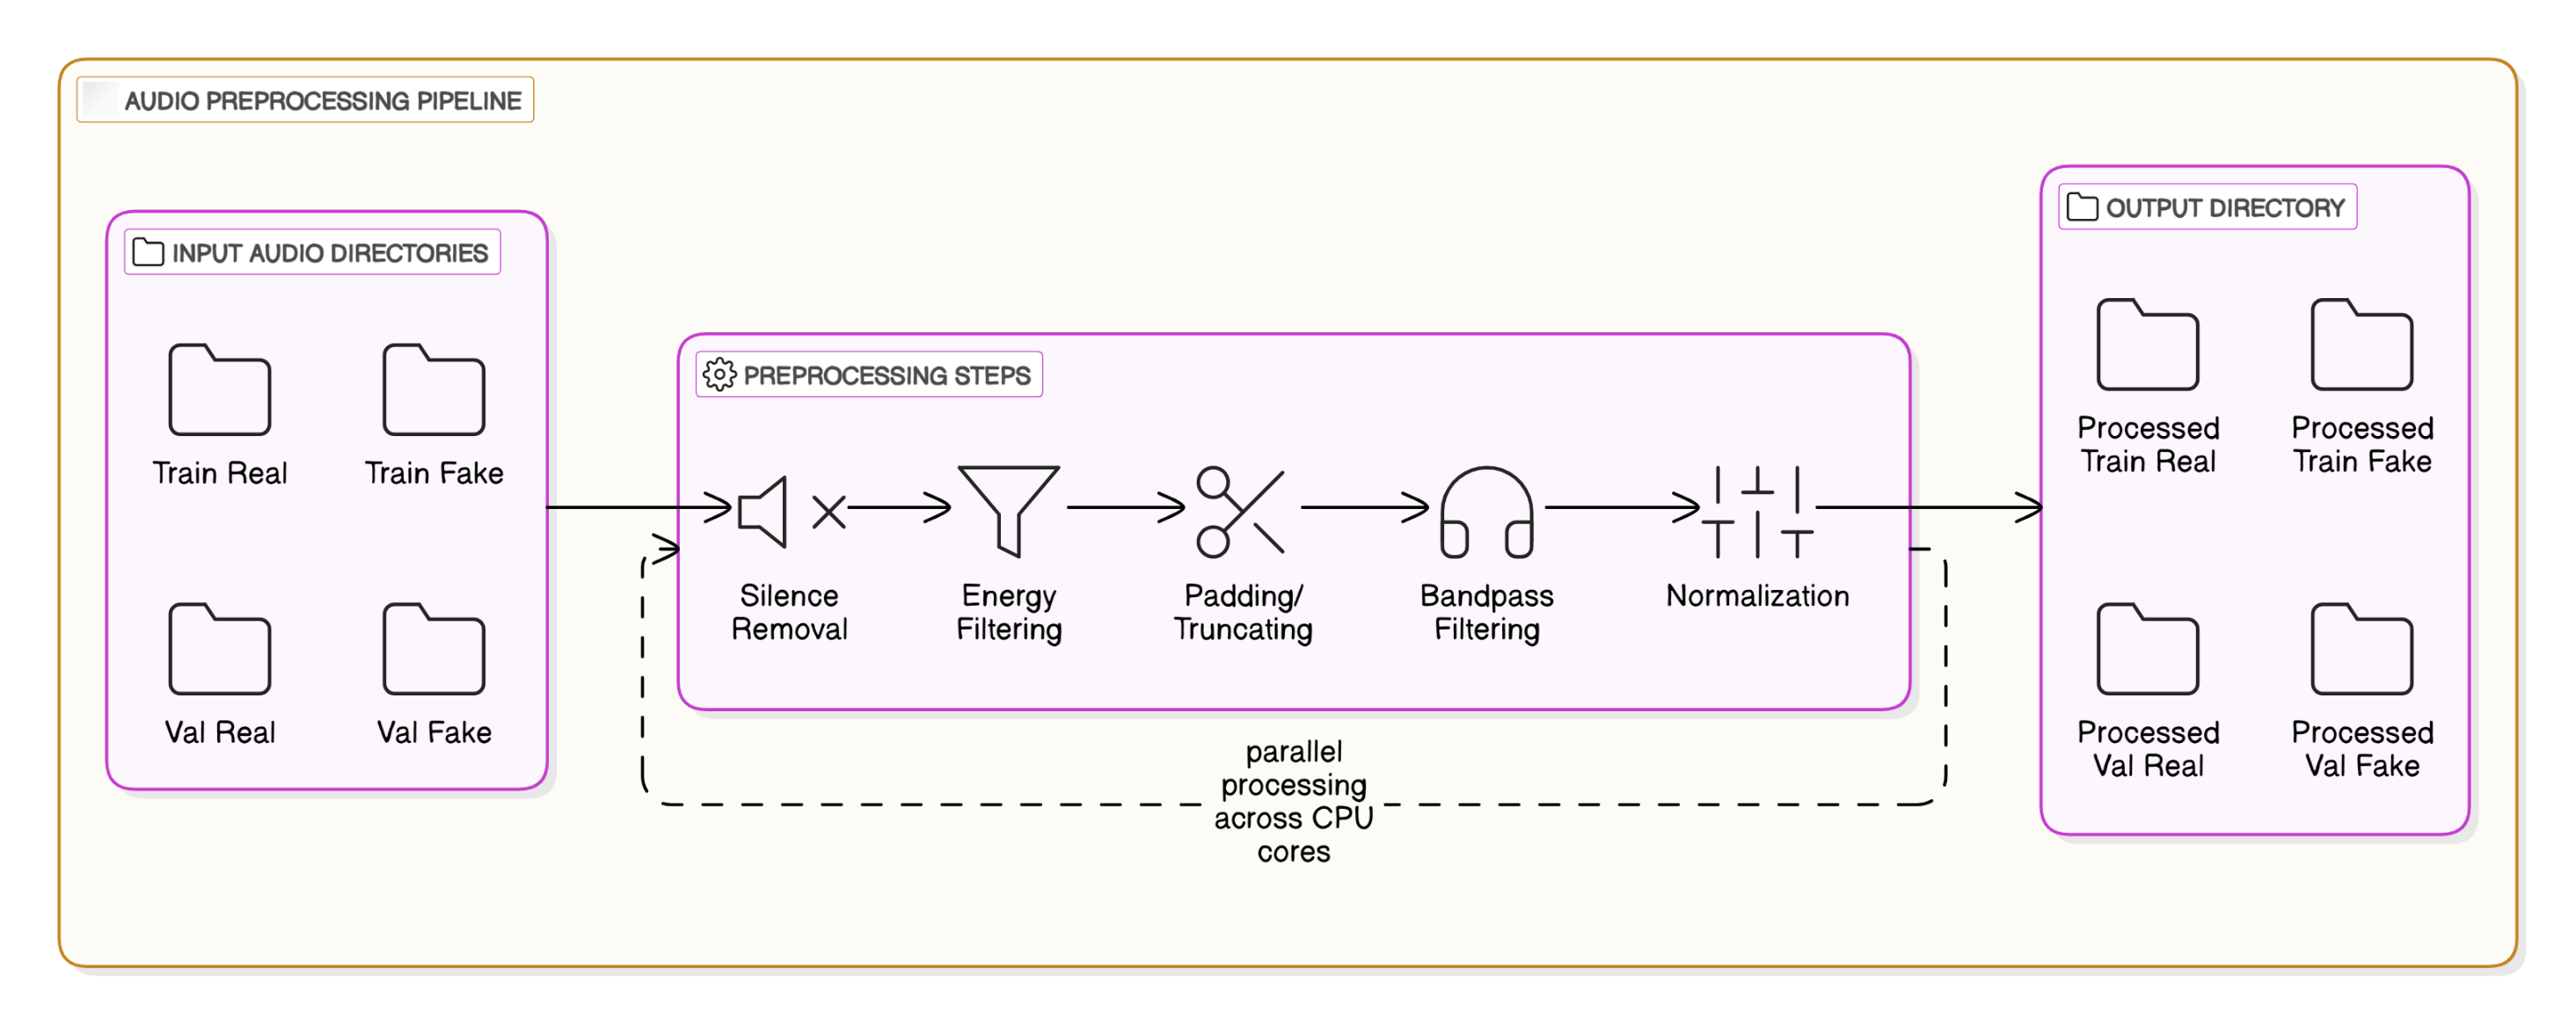 AUDIO PREPROCESSING PIPELINE
INPUT AUDIO DIRECTORIES
Train Real
Train Fake
Val Real
Val Fake
PREPROCESSING STEPS
Silence
Removal
Energy
Filtering
Padding/
Truncating
Bandpass
Filtering
Normalization
parallel
processing
across CPU
cores
OUTPUT DIRECTORY
Processed
Train Real
Processed
Train Fake
Processed
Val Real
Processed
Val Fake